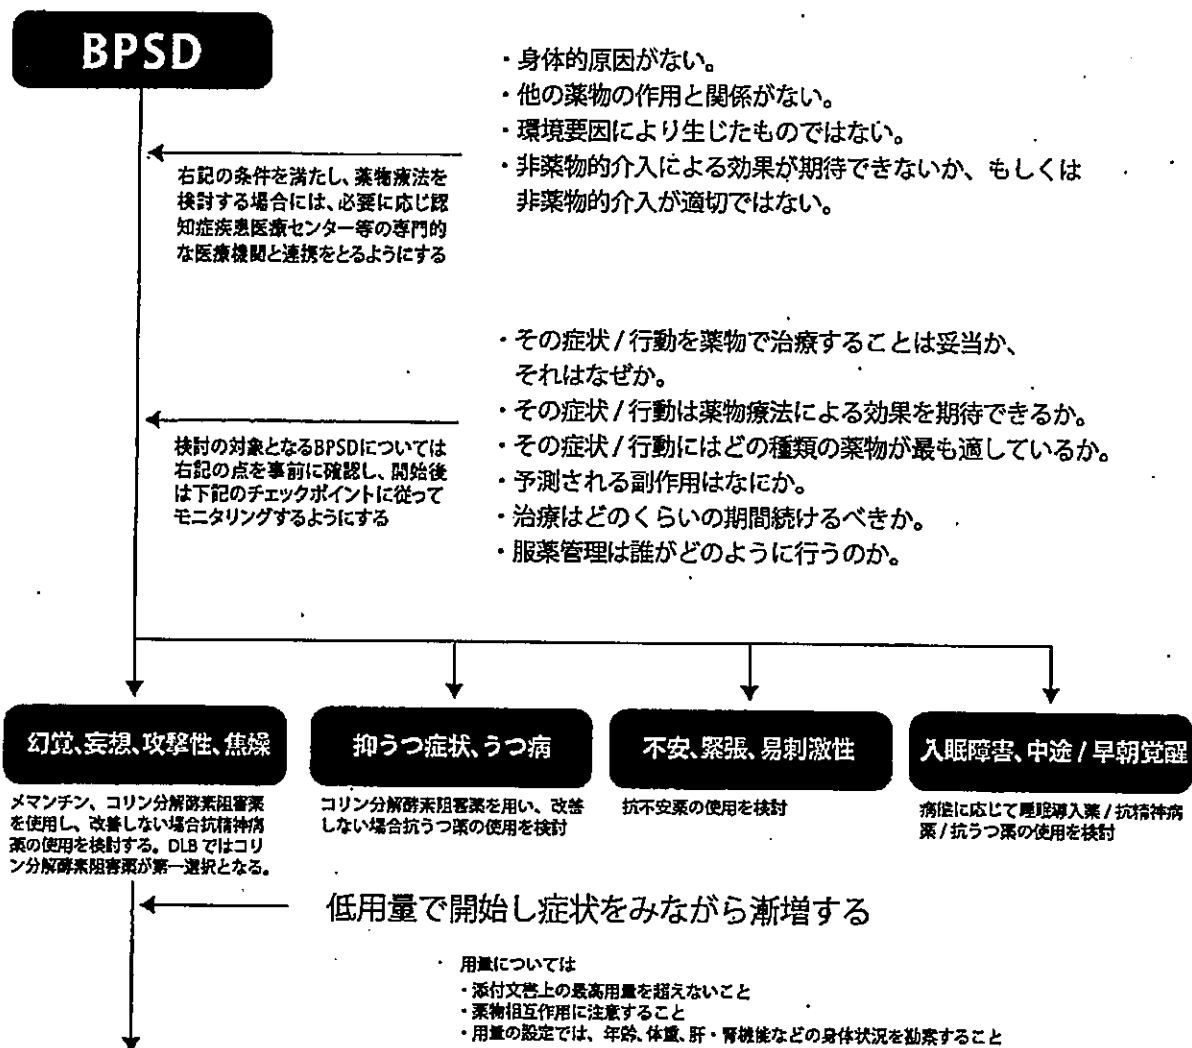 BPSD
・身体的原因がない。
・他の薬物の作用と関係がない。
・環境要因により生じたものではない。
・非薬物的介入による効果が期待できないか、もしくは
非薬物的介入が適切ではない。
右記の条件を満たし、薬物療法を
検討する場合には、必要に応じ認
知症疾患医療センター等の専門的
な医療機関と連携をとるようにする
・その症状/行動を薬物で治療することは妥当か、
それはなぜか。
・その症状/行動は薬物療法による効果を期待できるか。
・その症状/行動にはどの種類の薬物が最も適しているか。
・予測される副作用はなにか。
・治療はどのくらいの期間続けるべきか。
・服薬管理は誰がどのように行うのか。
検討の対象となるBPSDについては
右記の点を事前に確認し、開始後
は下記のチェックポイントに従って
モニタリングするようにする
幻覚、妄想、攻撃性、焦燥
メマンチン、コリン分解酵素阻害薬
を使用し、改善しない場合抗精神病
薬の使用を検討する。DLBではコリ
ン分解酵素阻害薬が第一選択となる。
抑うつ症状、うつ病
コリン分解酵素阻害薬を用い、改善
しない場合抗うつ薬の使用を検討
不安、緊張、易刺激性
抗不安薬の使用を検討
入眠障害、中途/早朝覚醒
病態に応じて睡眠導入薬/抗精神病
薬/抗うつ薬の使用を検討
低用量で開始し症状をみながら漸増する
・用量については
・添付文書上の最高用量を超えないこと
・薬物相互作用に注意すること
・用量の設定では、年齢、体重、肝・腎機能などの身体状況を勘案すること